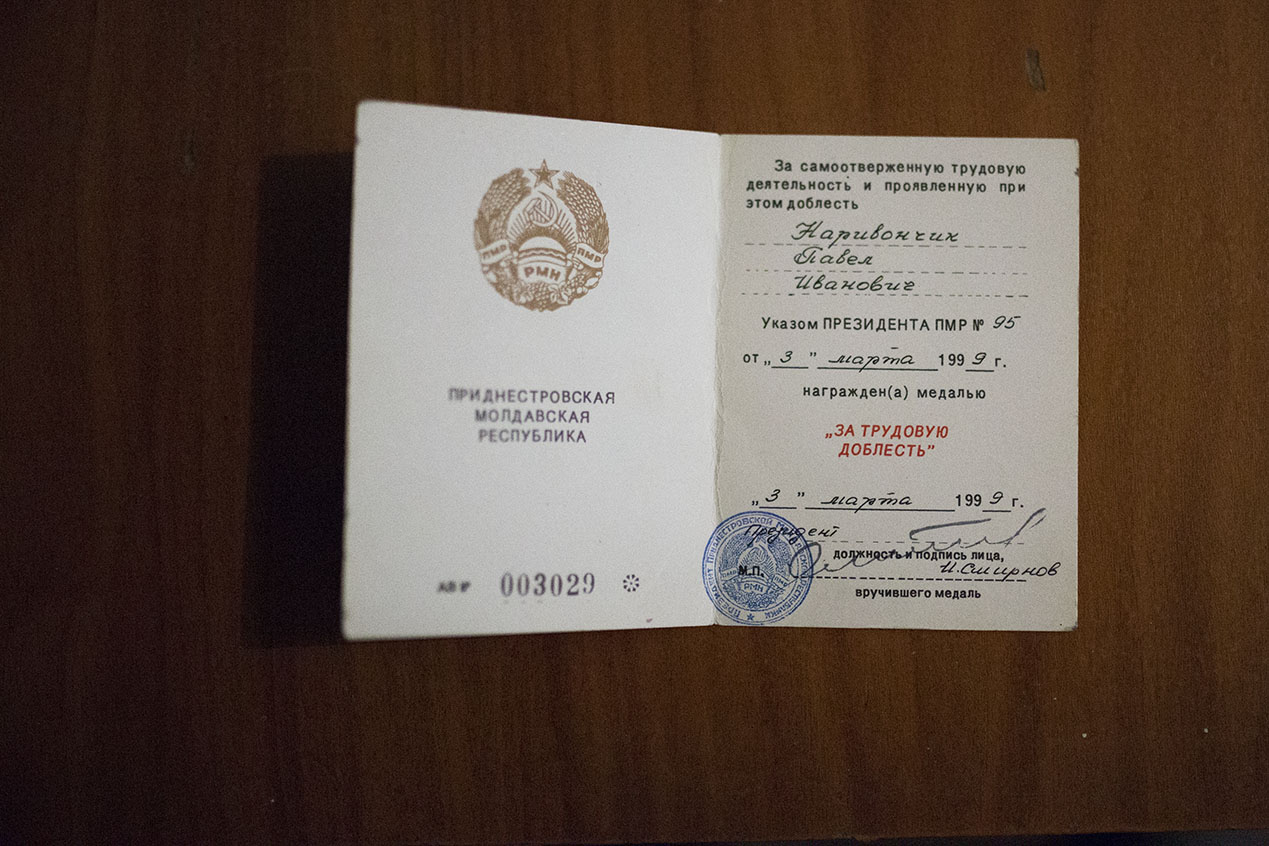 ПМР
ПМР
РМН
ПРИДНЕСТРОВСКАЯ
МОЛДАВСКАЯ
РЕСПУБЛИКА
АВ № 003029
За самоотверженную трудовую
деятельность и проявленную при
этом доблесть
Наривончик
Павел
Иванович
Указом ПРЕЗИДЕНТА ПМР № 95
от „3" марта 1999 г.
награжден(а) медалью
„ЗА ТРУДОВУЮ
ДОБЛЕСТЬ"
„3" марта 1999 г.
Президент
должность и подпись лица,
М.П. И.Смирнов
вручившего медаль